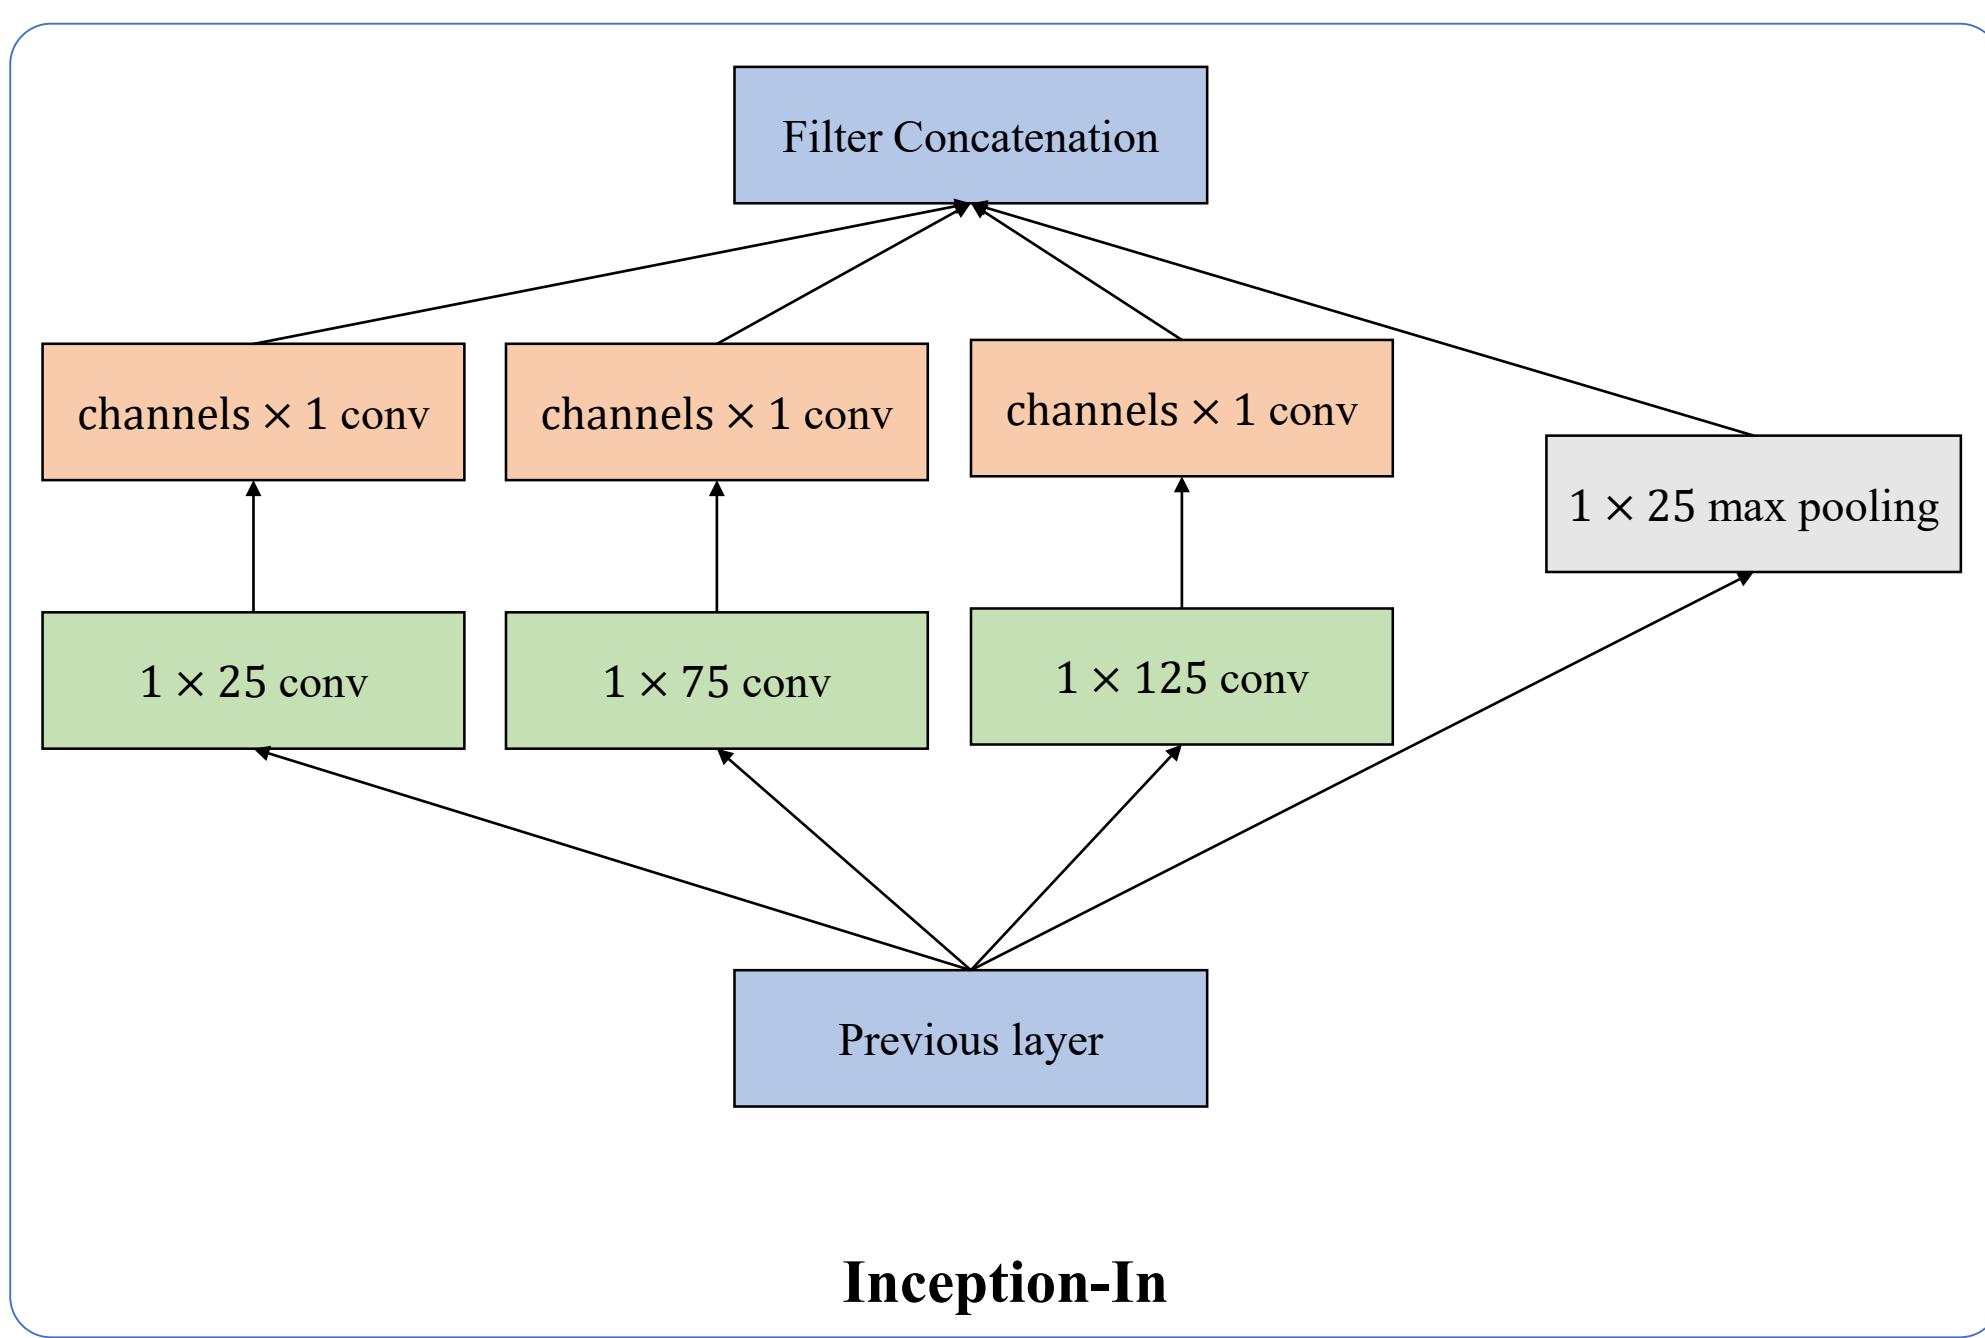 Filter Concatenation
channels × 1 conv
channels × 1 conv
channels × 1 conv
1 × 25 max pooling
1 × 25 conv
1 × 75 conv
1 × 125 conv
Previous layer
Inception-In